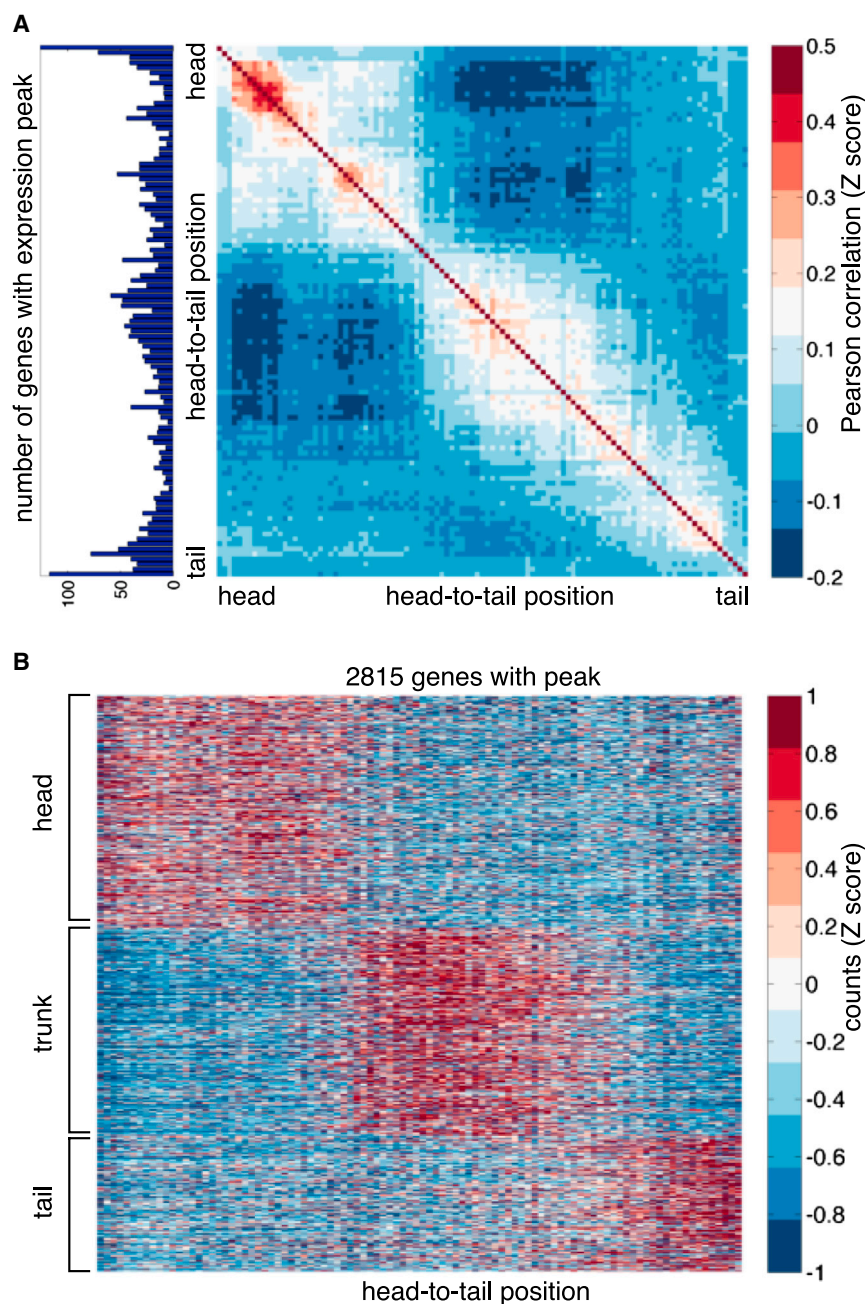 A
number of genes with expression peak
100
50
0
head
head-to-tail position
tail
head
head-to-tail position
tail
0.5
0.4
0.3
0.2
0.1
0
-0.1
-0.2
Pearson correlation (Z score)
B
2815 genes with peak
head
trunk
tail
head-to-tail position
1
0.8
0.6
0.4
0.2
0
-0.2
-0.4
-0.6
-0.8
-1
counts (Z score)